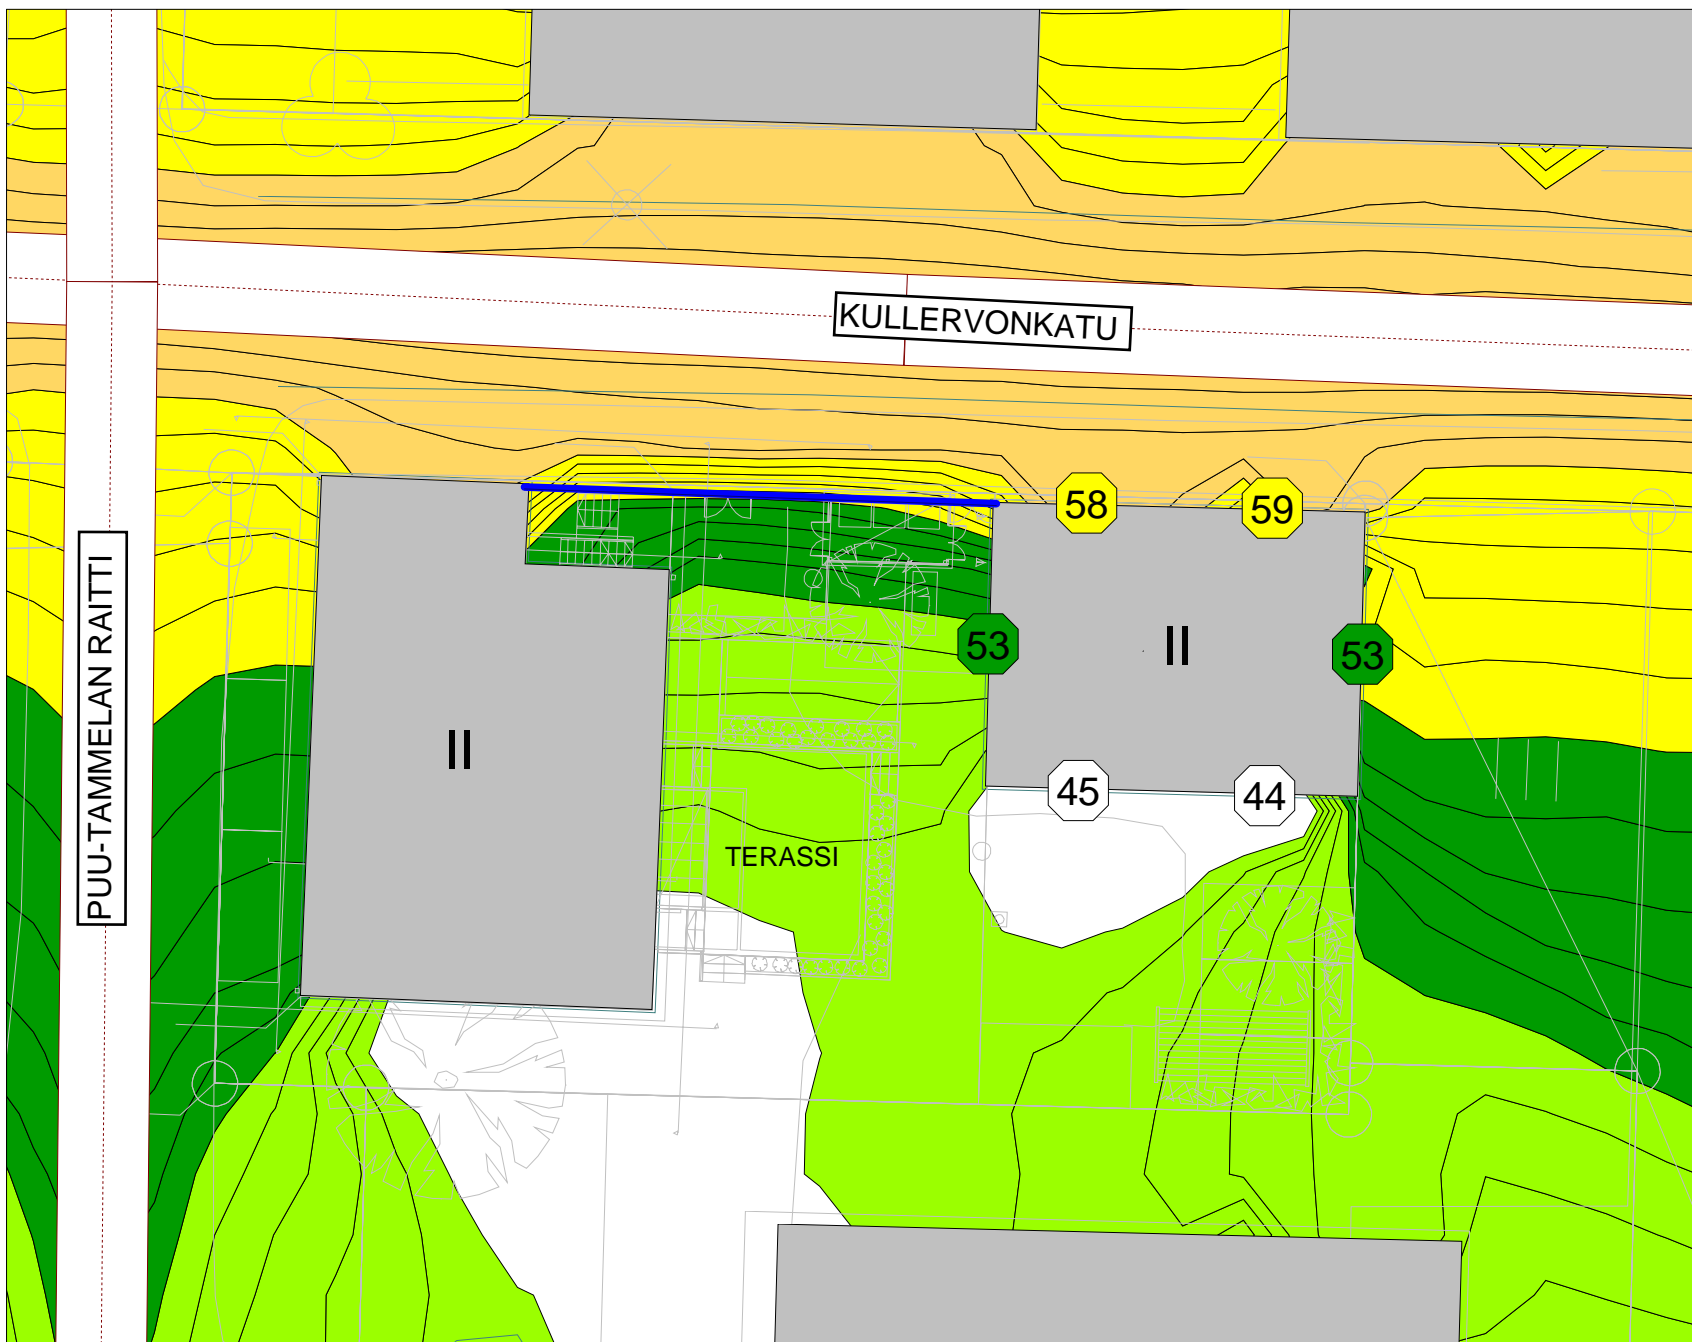 KULLERVONKATU
58
59
PUU-TAMMELAN RAITTI
53
II
53
II
45
44
TERASSI